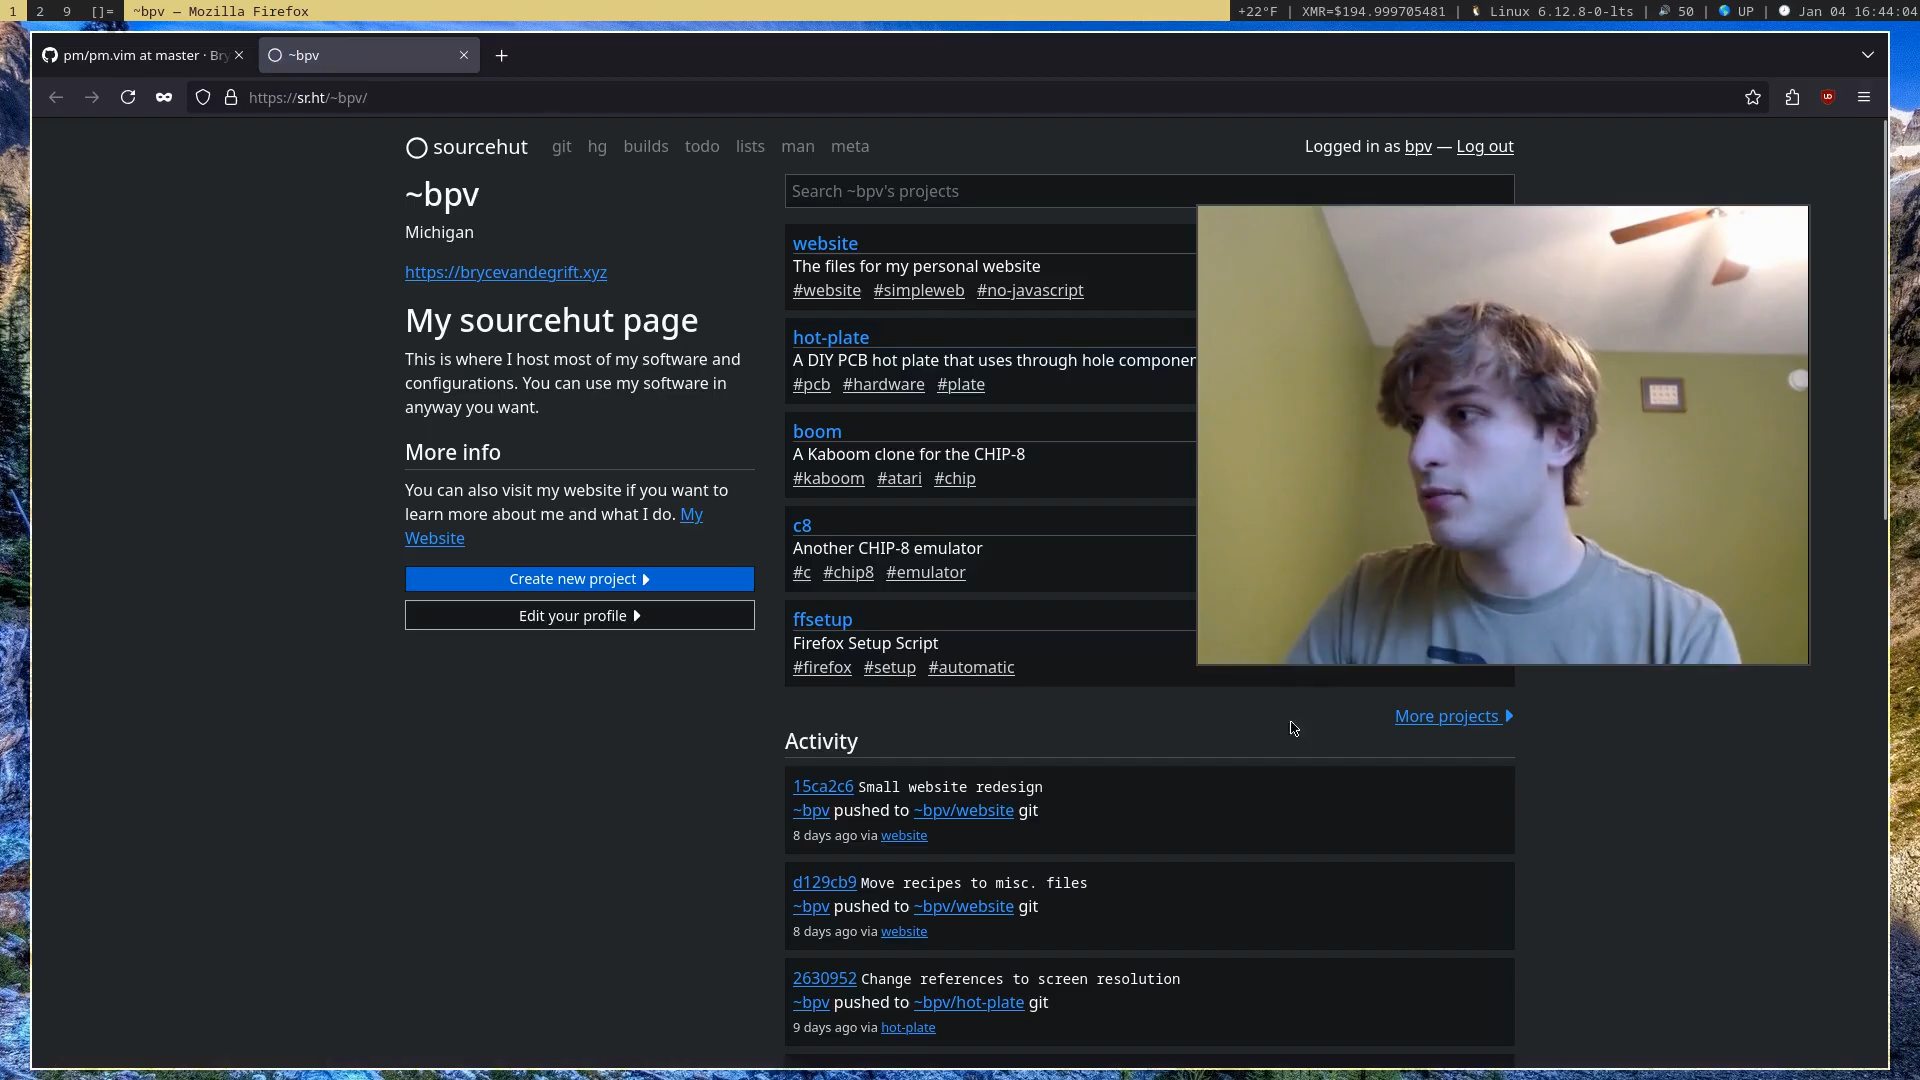 1 2 9 []= ~bpv — Mozilla Firefox +22°F | XMR=$194.999705481 | Linux 6.12.8-0-lts | 50 | UP | Jan 04 16:44:04
pm/pm.vim at master · Bry
~bpv
https://sr.ht/~bpv/
sourcehut git hg builds todo lists man meta
Logged in as bpv — Log out
~bpv
Michigan
https://brycevandegrift.xyz
My sourcehut page
This is where I host most of my software and
configurations. You can use my software in
anyway you want.
More info
You can also visit my website if you want to
learn more about me and what I do. My
Website
Create new project
Edit your profile
Search ~bpv's projects
website
The files for my personal website
#website #simpleweb #no-javascript
hot-plate
A DIY PCB hot plate that uses through hole componen
#pcb #hardware #plate
boom
A Kaboom clone for the CHIP-8
#kaboom #atari #chip
c8
Another CHIP-8 emulator
#c #chip8 #emulator
ffsetup
Firefox Setup Script
#firefox #setup #automatic
More projects
Activity
15ca2c6 Small website redesign
~bpv pushed to ~bpv/website git
8 days ago via website
d129cb9 Move recipes to misc. files
~bpv pushed to ~bpv/website git
8 days ago via website
2630952 Change references to screen resolution
~bpv pushed to ~bpv/hot-plate git
9 days ago via hot-plate